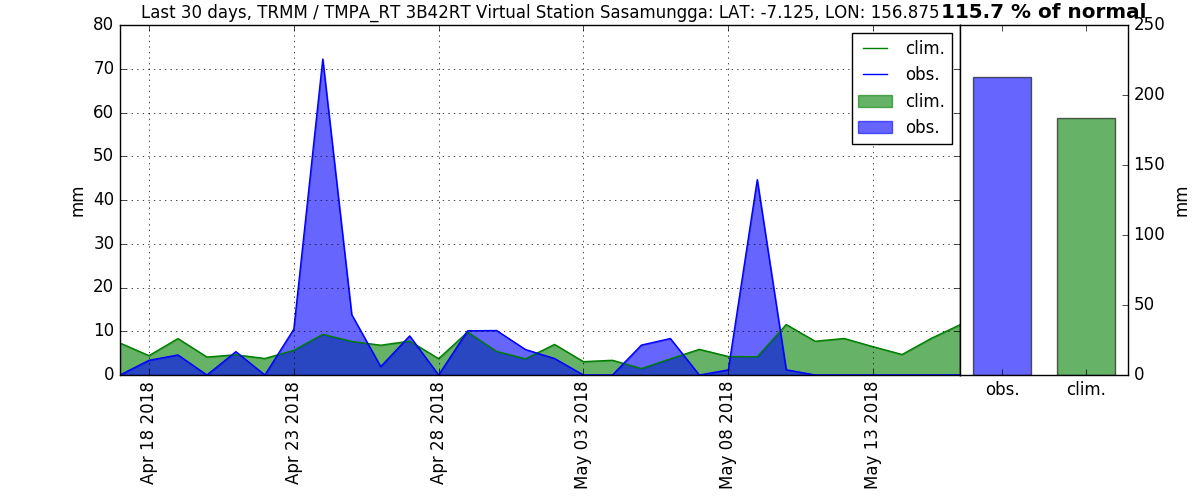 Last 30 days, TRMM / TMPA_RT 3B42RT Virtual Station Sasamungga: LAT: -7.125, LON: 156.875
115.7 % of normal
80
70
60
50
40
30
20
10
0
mm
clim.
obs.
clim.
obs.
Apr 18 2018
Apr 23 2018
Apr 28 2018
May 03 2018
May 08 2018
May 13 2018
250
200
150
100
50
0
mm
obs.
clim.